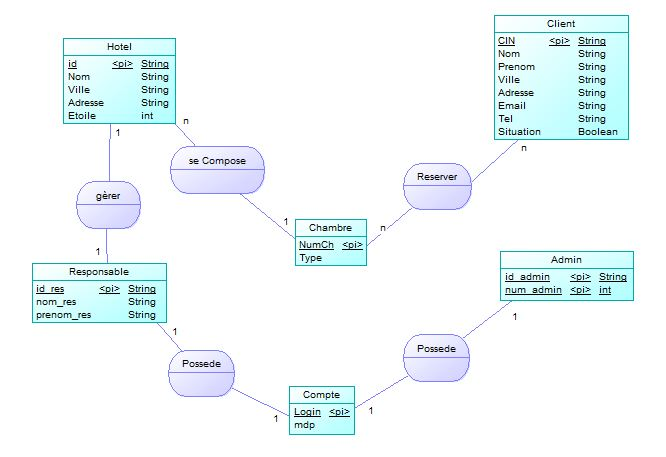 Hotel
id <pi> String
Nom String
Ville String
Adresse String
Etoile int
Client
CIN <pi> String
Nom String
Prenom String
Ville String
Adresse String
Email String
Tel String
Situation Boolean
1
n
n
se Compose
Reserver
gèrer
1
n
1
Chambre
NumCh <pi>
Type
Responsable
id_res <pi> String
nom_res String
prenom_res String
Admin
id_admin <pi> String
num_admin <pi> int
1
1
Possede
Possede
Compte
Login <pi>
mdp
1
1